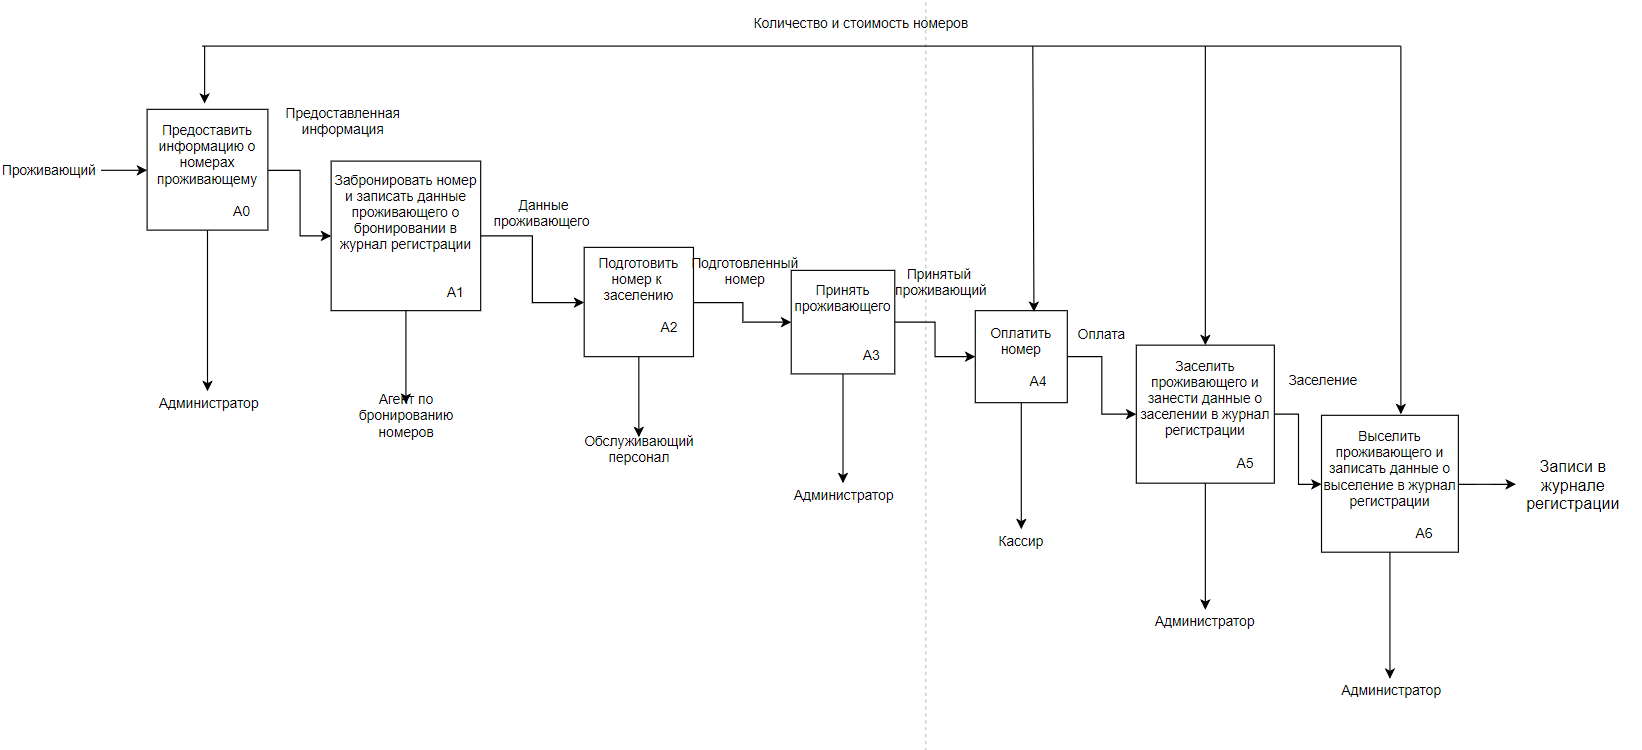 Количество и стоимость номеров
Проживающий
Предоставить
информацию о
номерах
проживающему
A0
Предоставленная
информация
Администратор
Забронировать номер
и записать данные
проживающего о
бронировании в
журнал регистрации
A1
Данные
проживающего
Агент по
бронированию
номеров
Подготовить
номер к
заселению
A2
Подготовленный
номер
Обслуживающий
персонал
Принять
проживающего
A3
Принятый
проживающий
Администратор
Оплатить
номер
A4
Оплата
Кассир
Заселить
проживающего и
занести данные о
заселении в журнал
регистрации
A5
Заселение
Администратор
Выселить
проживающего и
записать данные о
выселение в журнал
регистрации
A6
Записи в
журнале
регистрации
Администратор